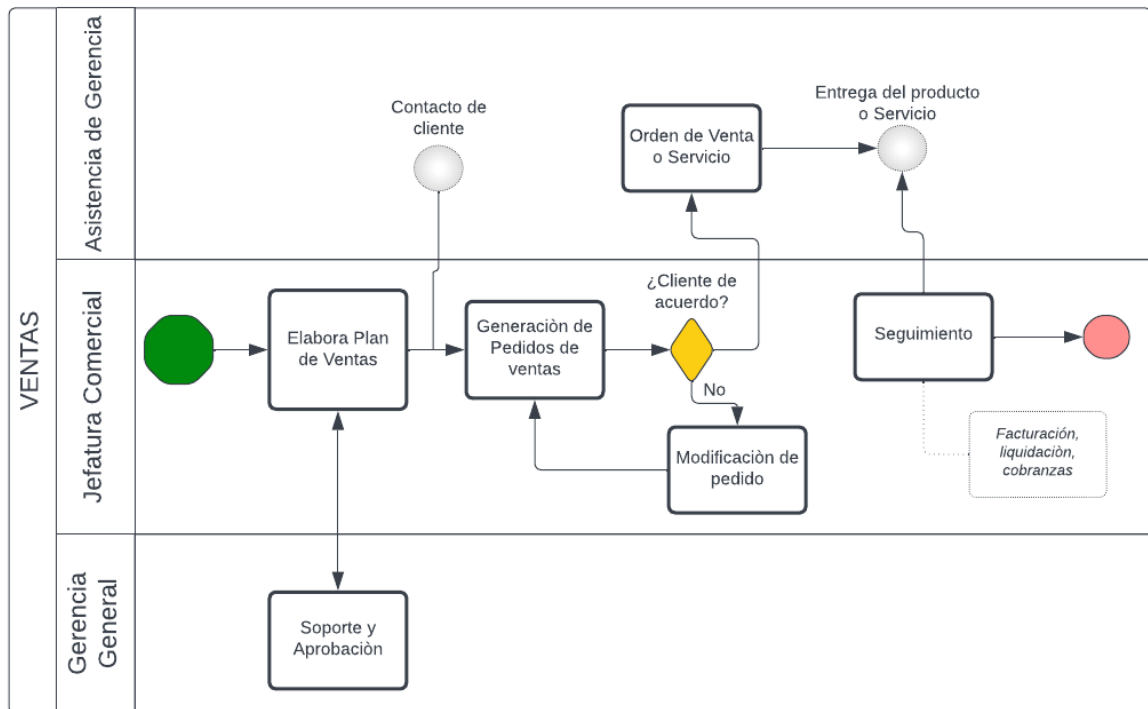 VENTAS
Asistencia de Gerencia
Contacto de
cliente
Orden de Venta
o Servicio
Entrega del producto
o Servicio
Jefatura Comercial
Elabora Plan
de Ventas
Generaciòn de
Pedidos de
ventas
¿Cliente de
acuerdo?
No
Modificaciòn de
pedido
Seguimiento
Facturación,
liquidaciòn,
cobranzas
Gerencia
General
Soporte y
Aprobaciòn